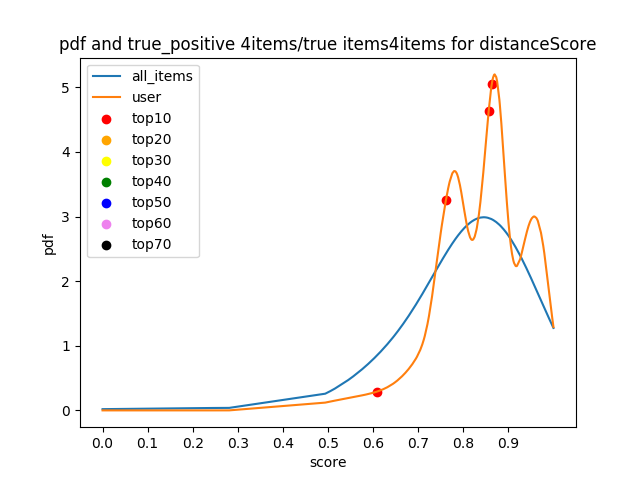 pdf and true_positive 4items/true items4items for distanceScore
all_items
user
top10
top20
top30
top40
top50
top60
top70
pdf
5
4
3
2
1
0
0.0 0.1 0.2 0.3 0.4 0.5 0.6 0.7 0.8 0.9
score